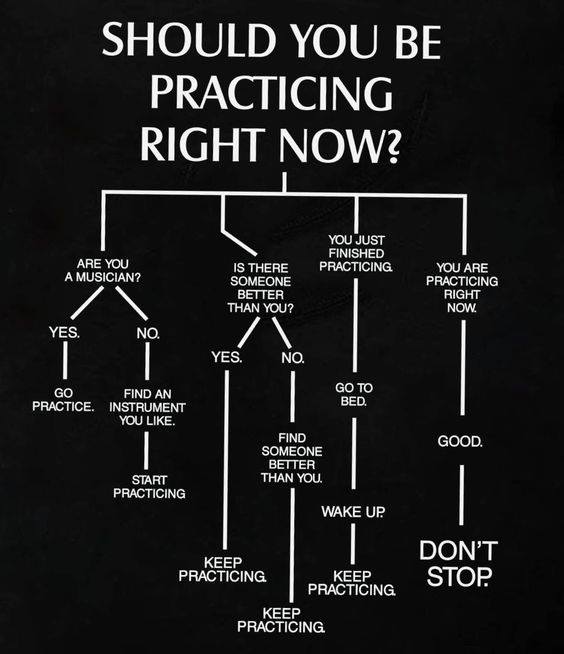 SHOULD YOU BE
PRACTICING
RIGHT NOW?
ARE YOU
A MUSICIAN?
YES.
GO
PRACTICE.
NO.
FIND AN
INSTRUMENT
YOU LIKE.
START
PRACTICING
IS THERE
SOMEONE
BETTER
THAN YOU?
YES.
KEEP
PRACTICING.
NO.
FIND
SOMEONE
BETTER
THAN YOU.
KEEP
PRACTICING.
YOU JUST
FINISHED
PRACTICING.
GO TO
BED.
WAKE UP.
KEEP
PRACTICING.
YOU ARE
PRACTICING
RIGHT
NOW.
GOOD.
DON'T
STOP.